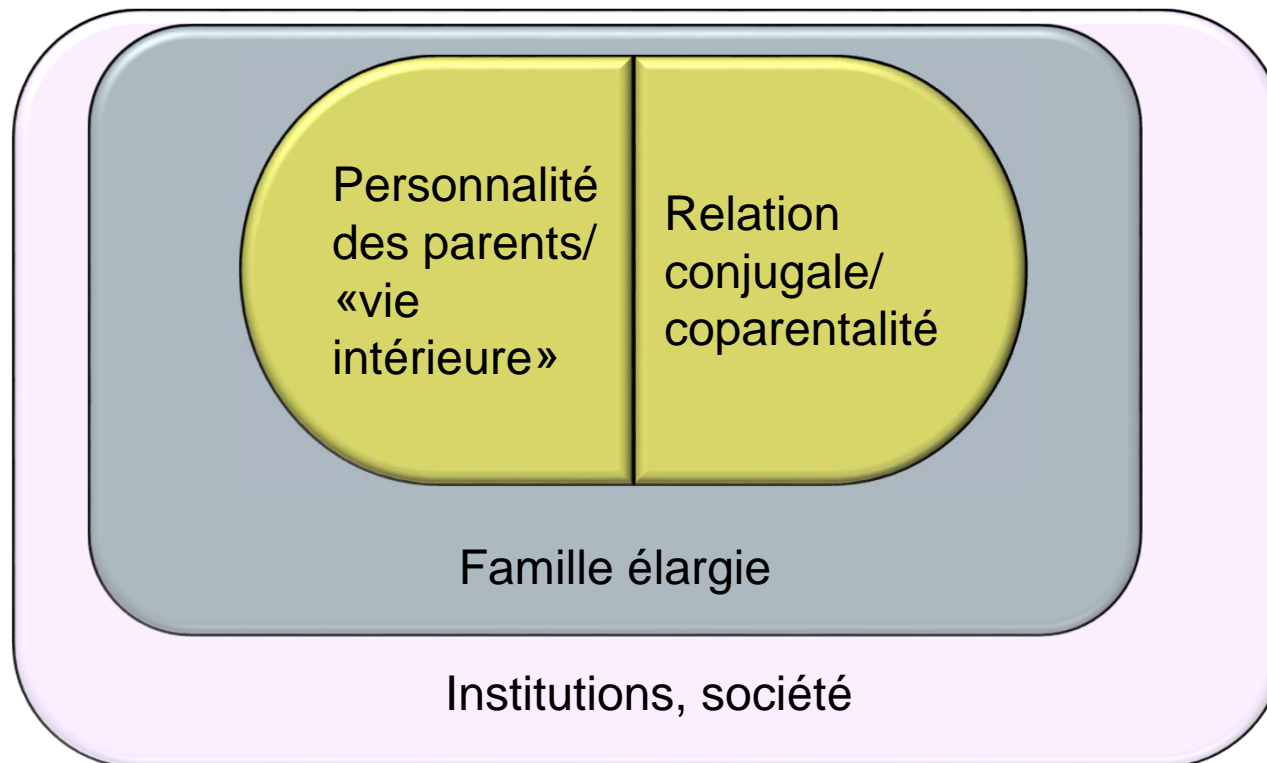 Personnalité
des parents/
«vie
intérieure»
Relation
conjugale/
coparentalité
Famille élargie
Institutions, société